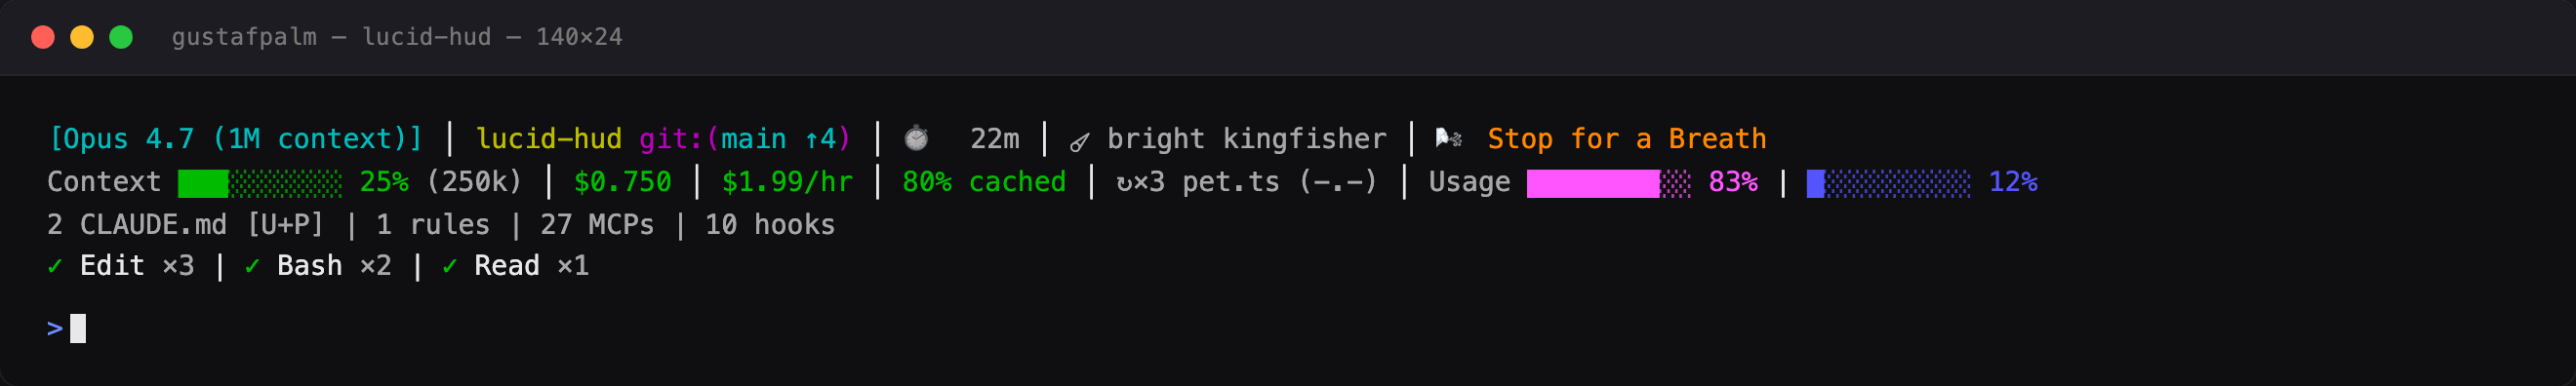 gustafpalm — lucid-hud — 140×24
[Opus 4.7 (1M context)] │ lucid-hud git:(main ↑4) │ ⏱️ 22m │ ☄ bright kingfisher │ 🌬️ Stop for a Breath
Context ███░░░░░░░ 25% (250k) │ $0.750 │ $1.99/hr │ 80% cached │ ↻×3 pet.ts (−.−) │ Usage ████████░░ 83% | █░░░░░░░░░ 12%
2 CLAUDE.md [U+P] | 1 rules | 27 MCPs | 10 hooks
✓ Edit ×3 | ✓ Bash ×2 | ✓ Read ×1
>